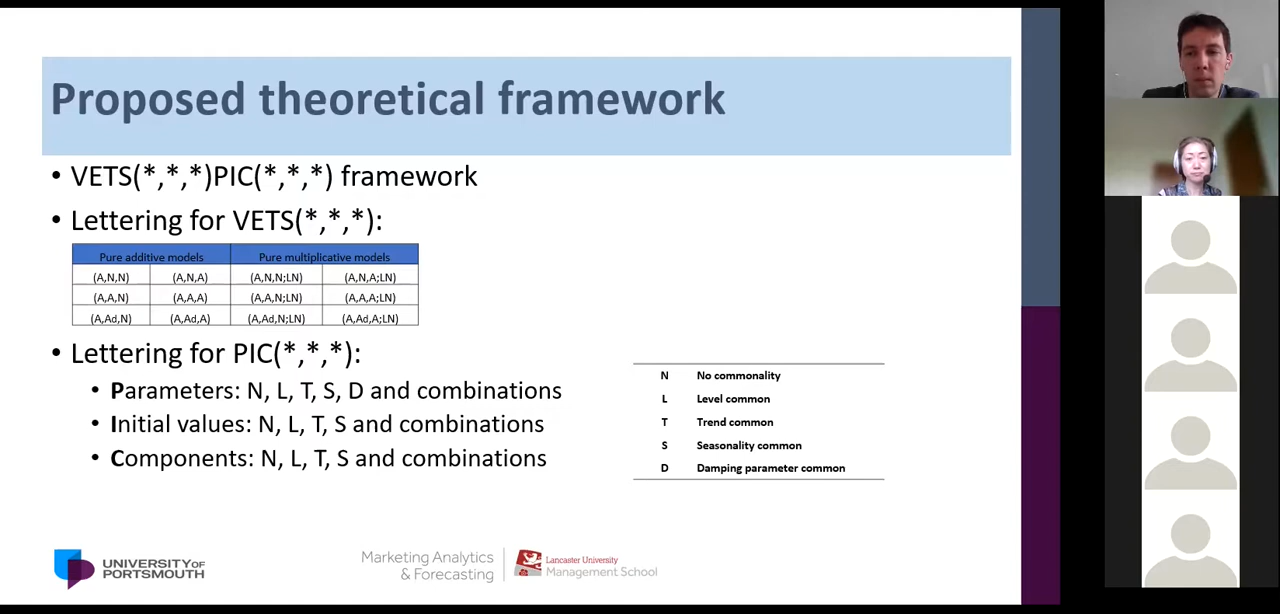 Proposed theoretical framework
• VETS(*,*,*)PIC(*,*,*) framework
• Lettering for VETS(*,*,*):
Pure additive models Pure multiplicative models
(A,N,N) (A,N,A) (A,N,N;LN) (A,N,A;LN)
(A,A,N) (A,A,A) (A,A,N;LN) (A,A,A;LN)
(A,Ad,N) (A,Ad,A) (A,Ad,N;LN) (A,Ad,A;LN)
• Lettering for PIC(*,*,*):
• Parameters: N, L, T, S, D and combinations
• Initial values: N, L, T, S and combinations
• Components: N, L, T, S and combinations
N No commonality
L Level common
T Trend common
S Seasonality common
D Damping parameter common
UNIVERSITY OF
PORTSMOUTH
Marketing Analytics
& Forecasting
Lancaster University
Management School